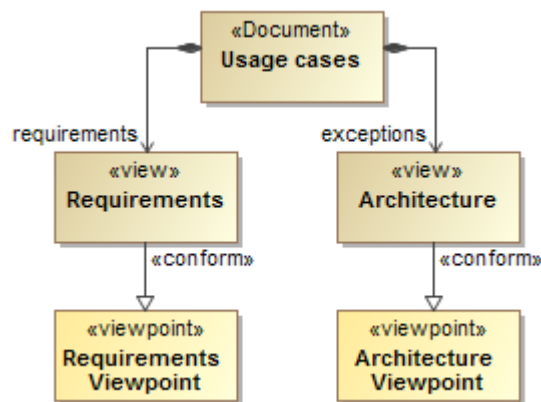 «Document»
Usage cases
requirements
exceptions
«view»
Requirements
«view»
Architecture
«conform»
«conform»
«viewpoint»
Requirements
Viewpoint
«viewpoint»
Architecture
Viewpoint